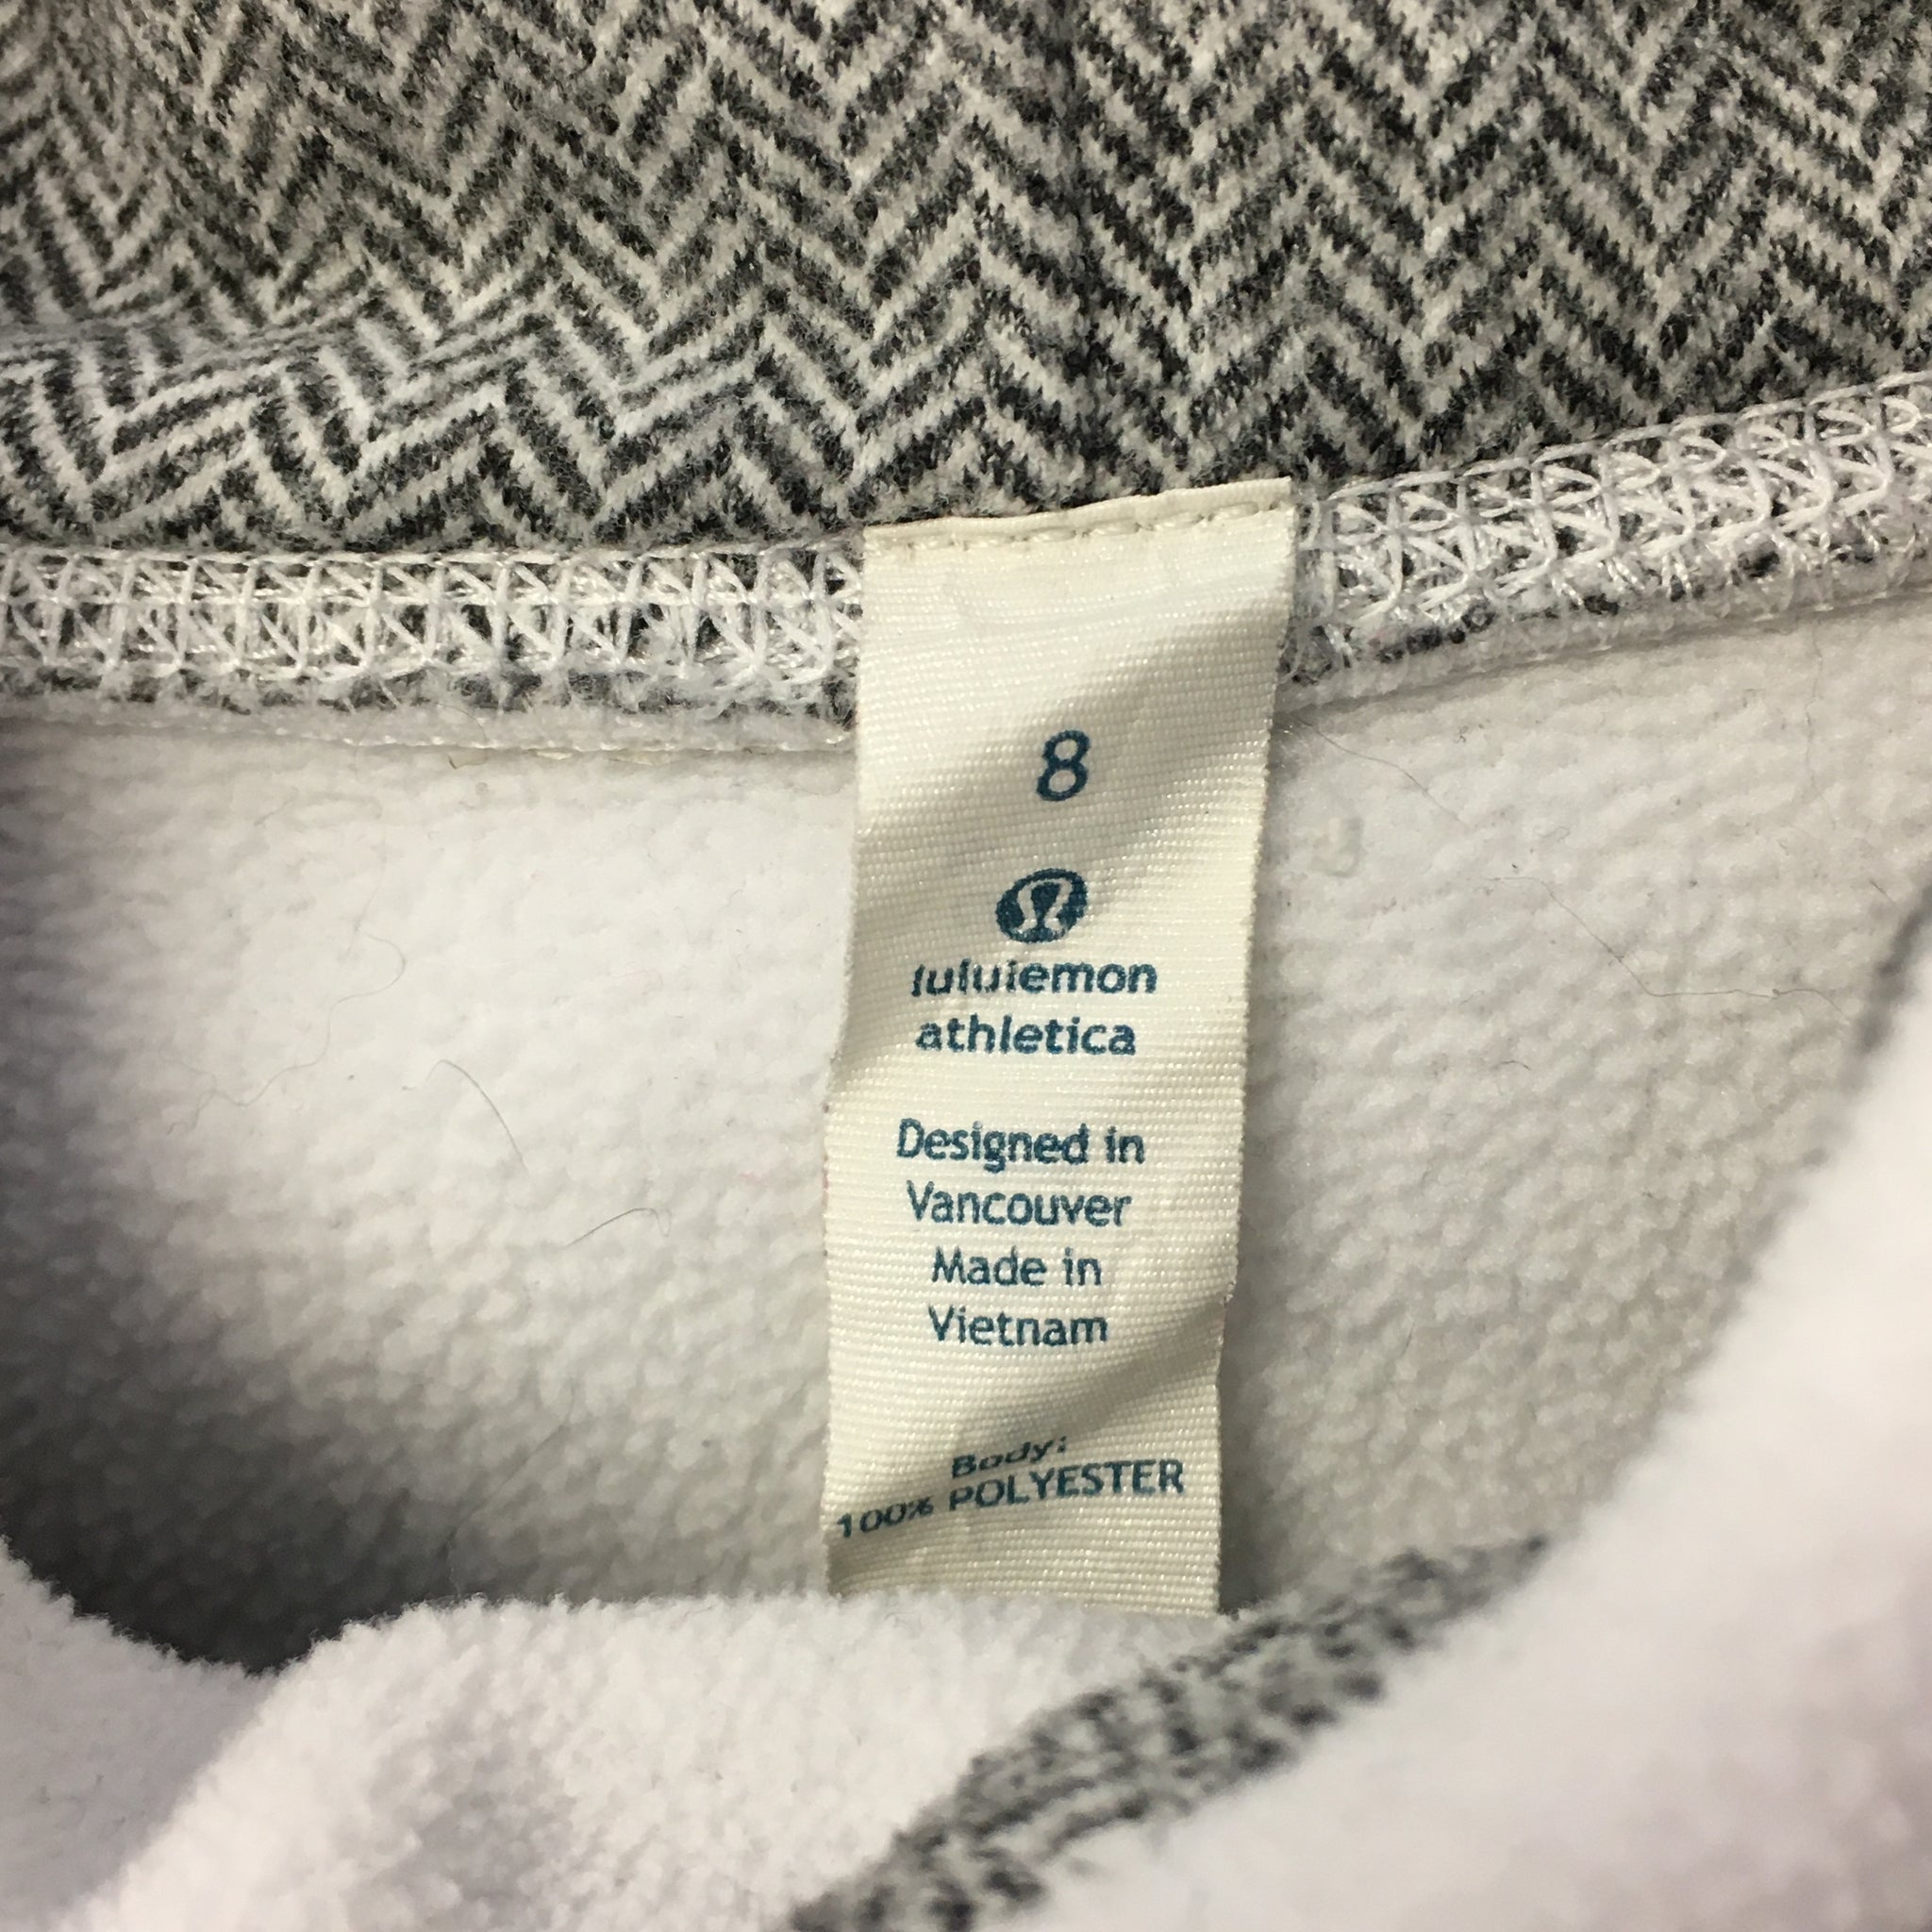 8
lululemon
athletica
Designed in
Vancouver
Made in
Vietnam
Body:
100% POLYESTER